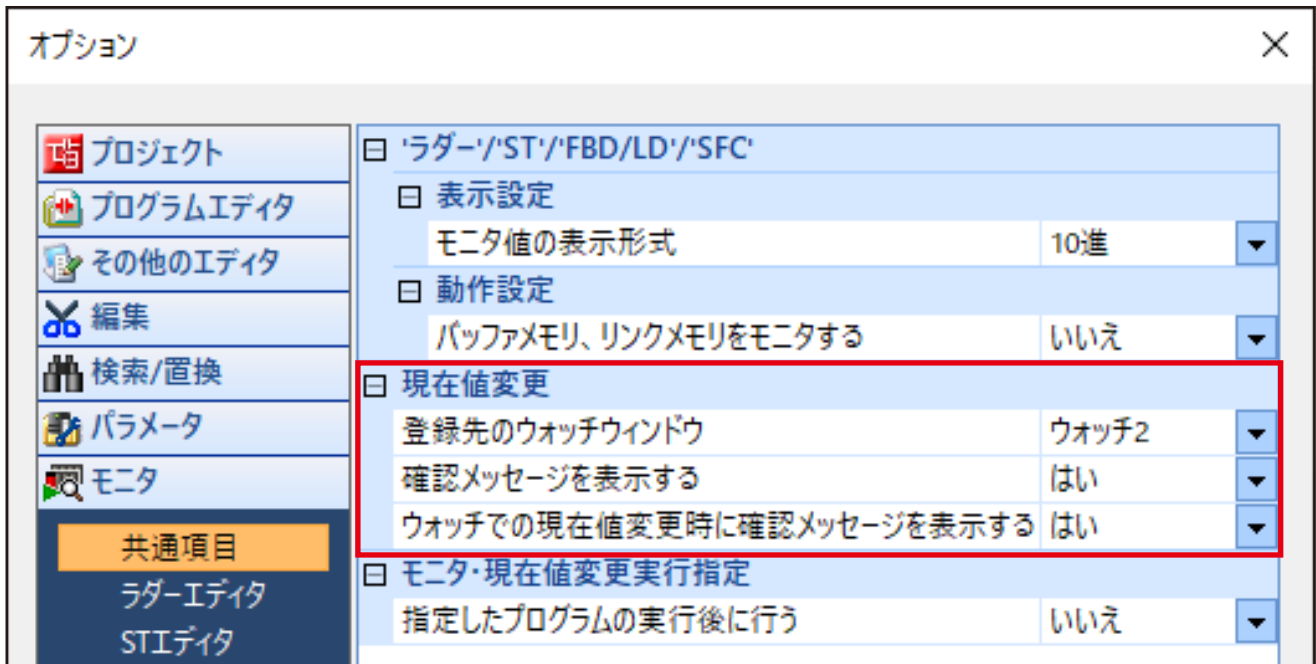 オプション
プロジェクト
プログラムエディタ
その他のエディタ
編集
検索/置換
パラメータ
モニタ
共通項目
ラダーエディタ
STエディタ
'ラダー'/'ST'/'FBD/LD'/'SFC'
表示設定
モニタ値の表示形式 10進
動作設定
バッファメモリ、リンクメモリをモニタする いいえ
現在値変更
登録先のウォッチウィンドウ ウォッチ2
確認メッセージを表示する はい
ウォッチでの現在値変更時に確認メッセージを表示する はい
モニタ・現在値変更実行指定
指定したプログラムの実行後に行う いいえ